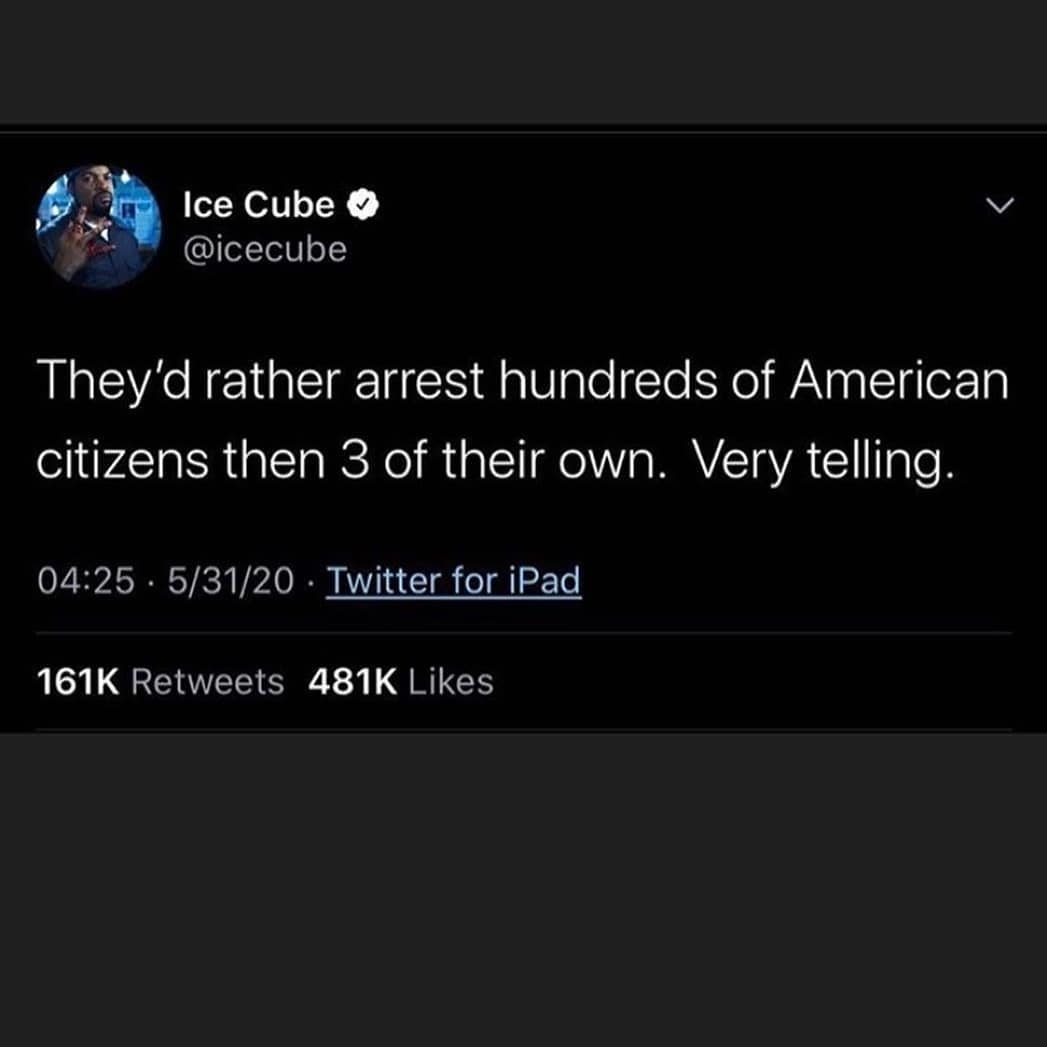 Ice Cube
@icecube
They’d rather arrest hundreds of American
citizens then 3 of their own.  Very telling.
04:25 · 5/31/20 · Twitter for iPad
161K Retweets  481K Likes